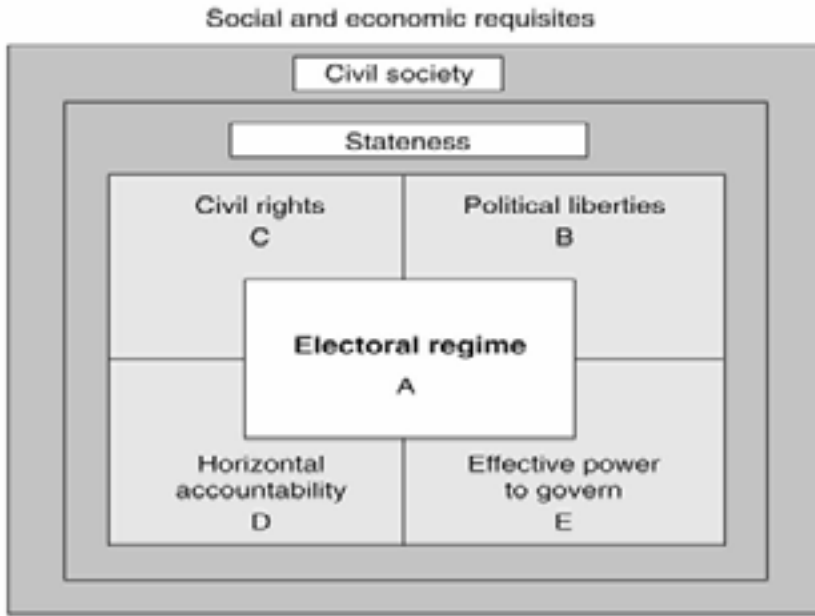 Social and economic requisites
Civil society
Stateness
Civil rights
C
Political liberties
B
Electoral regime
A
Horizontal
accountability
D
Effective power
to govern
E